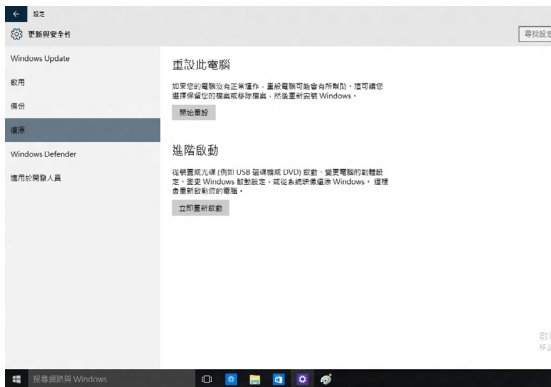 設定
更新與安全性
尋找設定
Windows Update
啟用
備份
復原
Windows Defender
適用於開發人員
重設此電腦
如果您的電腦沒有正常運作，重設電腦可能會有所幫助。這可讓您
選擇保留您的檔案或移除檔案，然後重新安裝 Windows。
開始重設
進階啟動
從裝置或光碟 (例如 USB 磁碟機或 DVD) 啟動、變更電腦的韌體設
定、變更 Windows 啟動設定，或從系統映像還原 Windows。這樣
會重新啟動您的電腦。
立即重新啟動
搜尋網路與 Windows